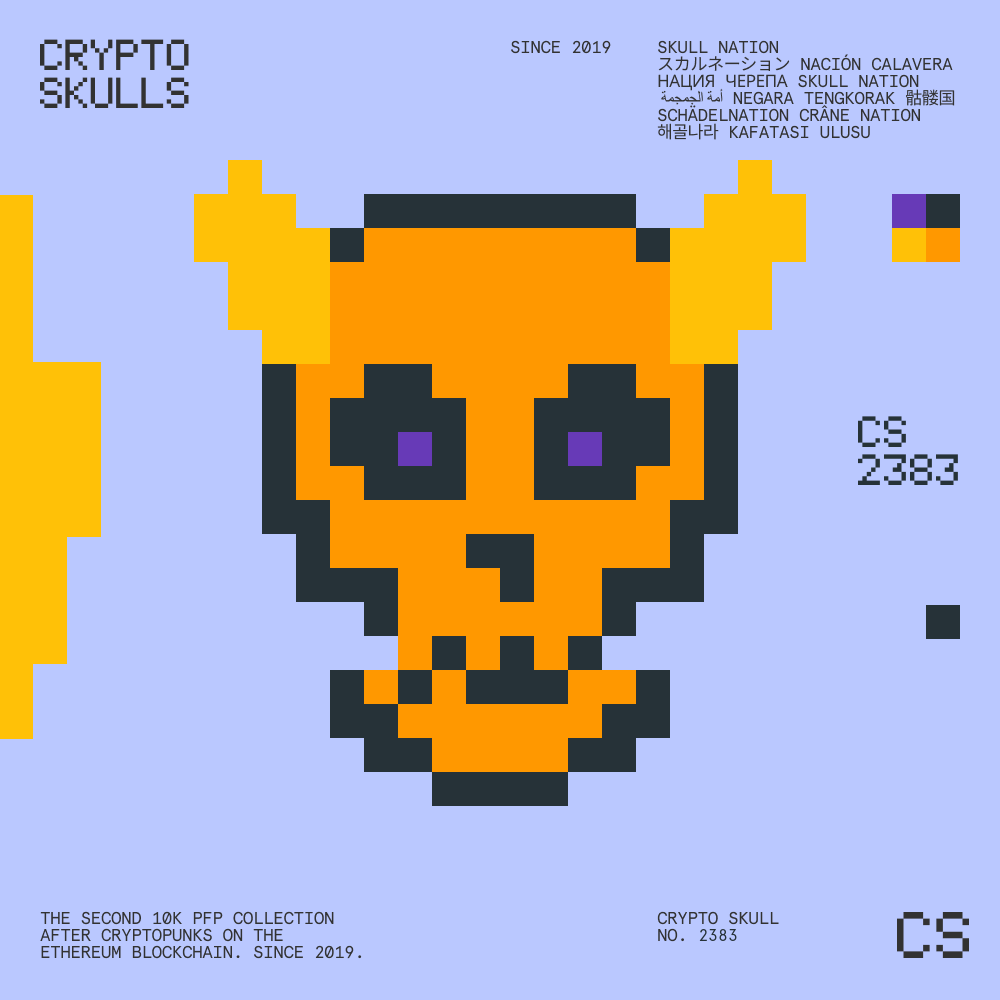 CRYPTO
SKULLS
SINCE 2019
SKULL NATION
スカルネーション NACIÓN CALAVERA
НАЦИЯ ЧЕРЕПА SKULL NATION
أمة الجمجمة NEGARA TENGKORAK 骷髅国
SCHÄDELNATION CRÂNE NATION
해골나라 KAFATASI ULUSU
CS
2383
THE SECOND 10K PFP COLLECTION
AFTER CRYPTOPUNKS ON THE
ETHEREUM BLOCKCHAIN. SINCE 2019.
CRYPTO SKULL
NO. 2383
CS